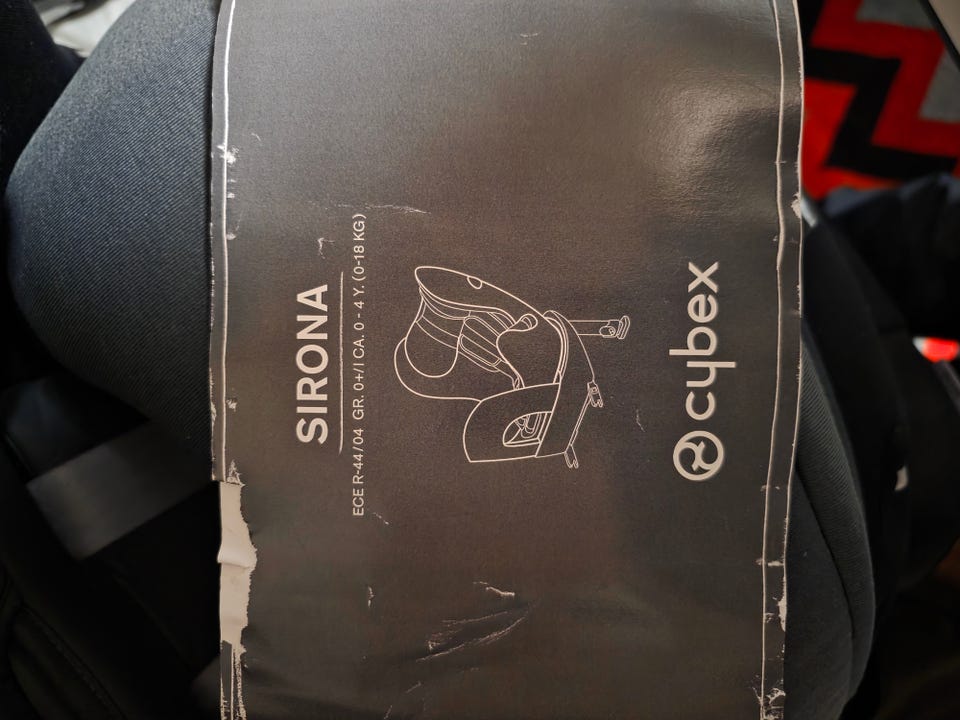 SIRONA
ECE R-44/04 GR. 0+/I CA. 0 - 4 Y. (0-18 KG)
cybex